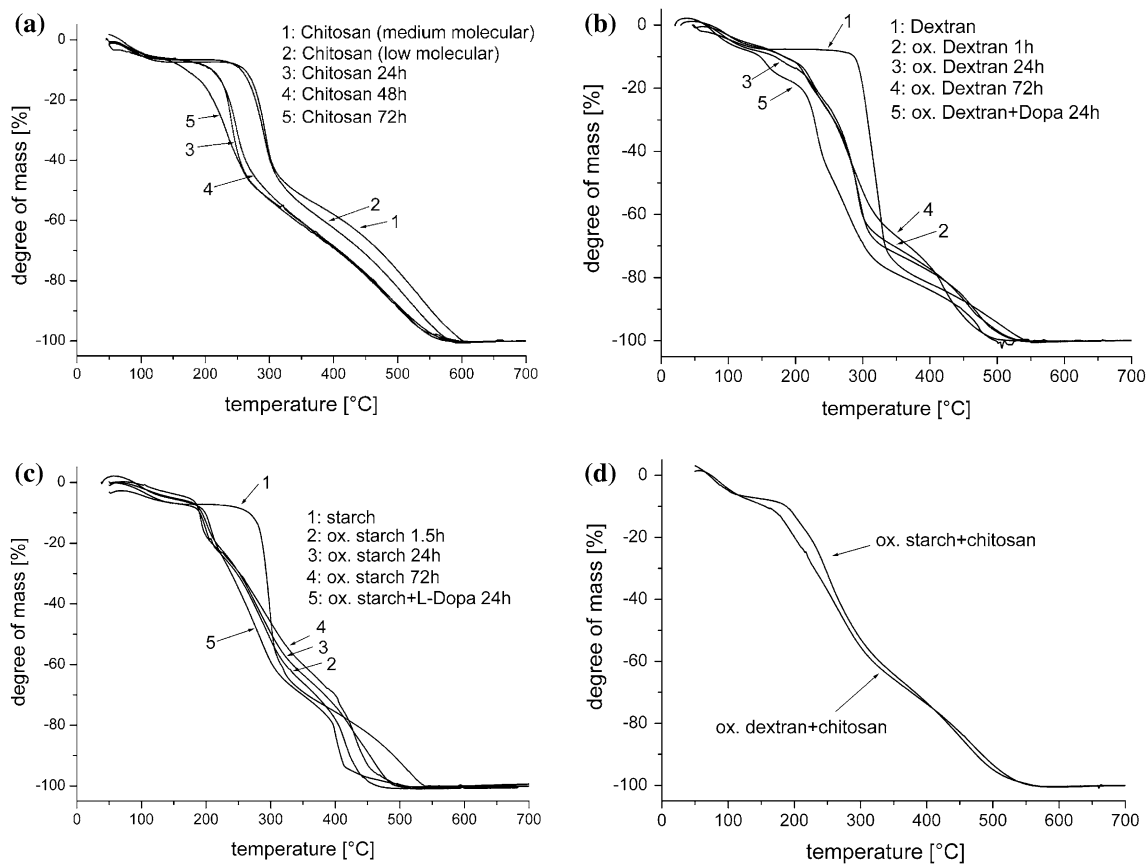 (a)
1: Chitosan (medium molecular)
2: Chitosan (low molecular)
3: Chitosan 24h
4: Chitosan 48h
5: Chitosan 72h
0
-20
-40
-60
-80
-100
degree of mass [%]
5
3
4
2
1
0 100 200 300 400 500 600 700
temperature [°C]
(b)
1: Dextran
2: ox. Dextran 1h
3: ox. Dextran 24h
4: ox. Dextran 72h
5: ox. Dextran+Dopa 24h
0
-20
-40
-60
-80
-100
degree of mass [%]
1
3
5
4
2
0 100 200 300 400 500 600 700
temperature [°C]
(c)
1: starch
2: ox. starch 1.5h
3: ox. starch 24h
4: ox. starch 72h
5: ox. starch+L-Dopa 24h
0
-20
-40
-60
-80
-100
degree of mass [%]
1
4
3
2
5
0 100 200 300 400 500 600 700
temperature [°C]
(d)
0
-20
-40
-60
-80
-100
degree of mass [%]
ox. starch+chitosan
ox. dextran+chitosan
0 100 200 300 400 500 600 700
temperature [°C]